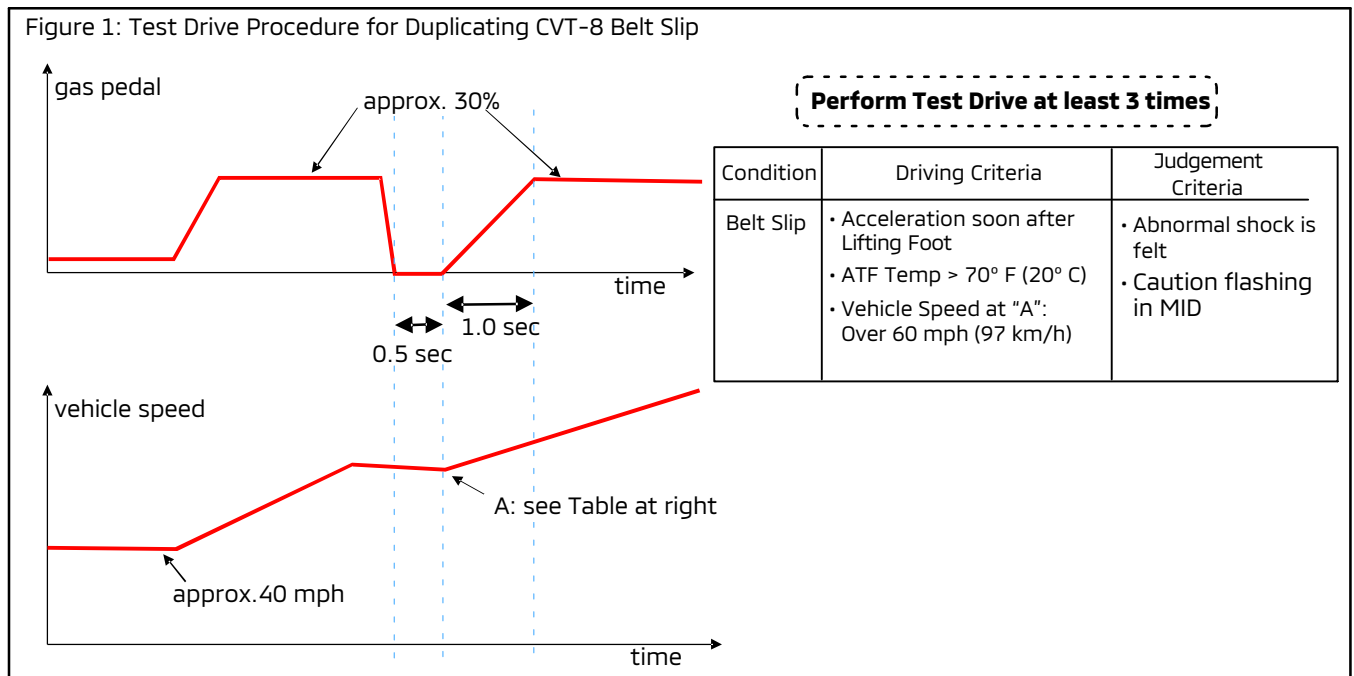 Figure 1: Test Drive Procedure for Duplicating CVT-8 Belt Slip
gas pedal
approx. 30%
time
1.0 sec
0.5 sec
Perform Test Drive at least 3 times
Condition
Driving Criteria
Judgement
Criteria
Belt Slip
· Acceleration soon after
Lifting Foot
· ATF Temp > 70° F (20° C)
· Vehicle Speed at “A”:
Over 60 mph (97 km/h)
· Abnormal shock is
felt
· Caution flashing
in MID
vehicle speed
A: see Table at right
approx.40 mph
time